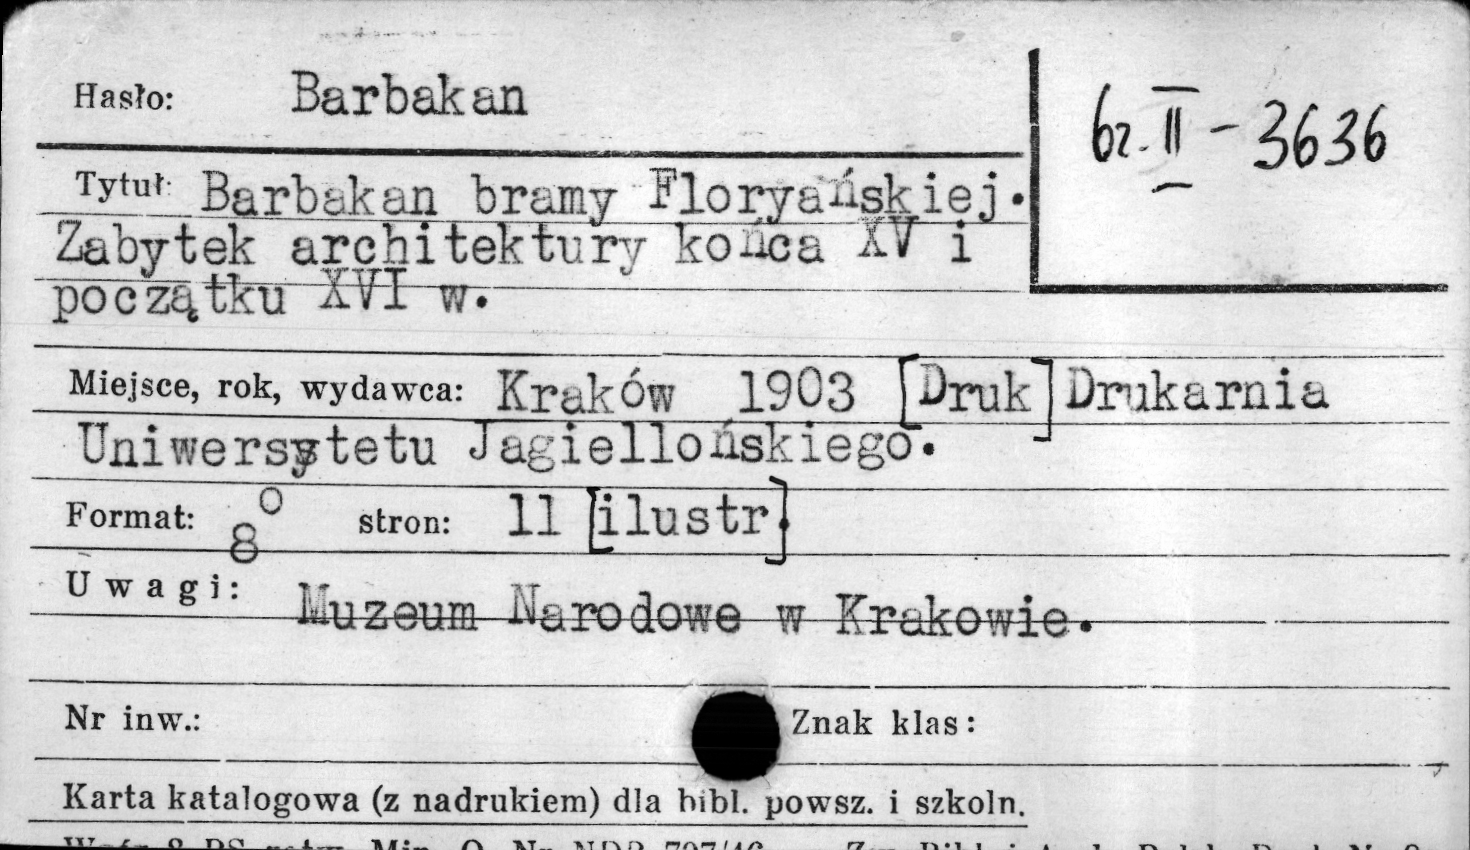 Hasło: Barbakan
br. II - 3636
Tytuł: Barbakan bramy Floryańskiej.
Zabytek architektury końca XV i
początku XVI w.
Miejsce, rok, wydawca: Kraków 1903 [Druk] Drukarnia
Uniwersytetu Jagiellońskiego.
Format: 8° stron: 11 [ilustr.]
Uwagi: Muzeum Narodowe w Krakowie.
Nr inw.: Znak klas:
Karta katalogowa (z nadrukiem) dla bibl. powsz. i szkoln.